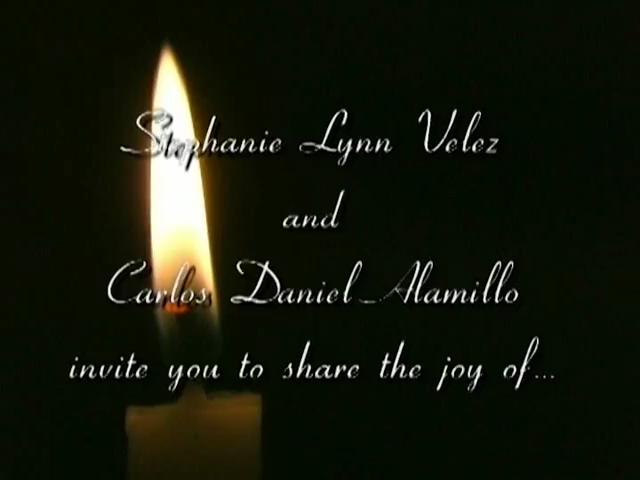 Stephanie Lynn Velez
and
Carlos Daniel Alamillo
invite you to share the joy of...